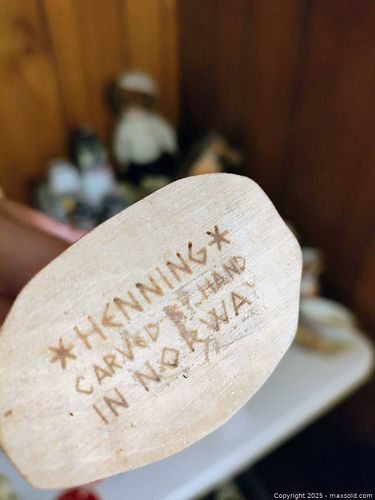 *HENNING*
CARVED BY HAND
IN NORWAY
Copyright 2025 - maxsold.com